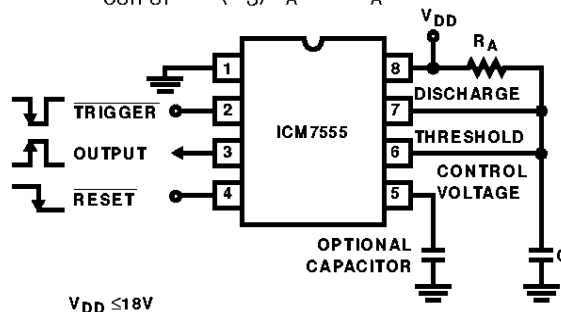 V_DD
R_A
1
8
DISCHARGE
TRIGGER
2
7
ICM7555
THRESHOLD
OUTPUT
3
6
CONTROL
VOLTAGE
RESET
4
5
OPTIONAL
CAPACITOR
V_DD ≤18V